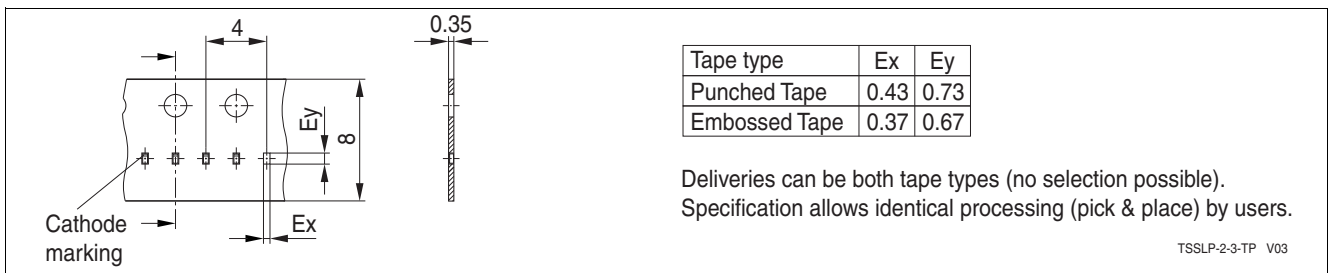 4
0.35
Ey
8
Ex
Cathode
marking
Tape type Ex Ey
Punched Tape 0.43 0.73
Embossed Tape 0.37 0.67
Deliveries can be both tape types (no selection possible).
Specification allows identical processing (pick & place) by users.
TSSLP-2-3-TP V03